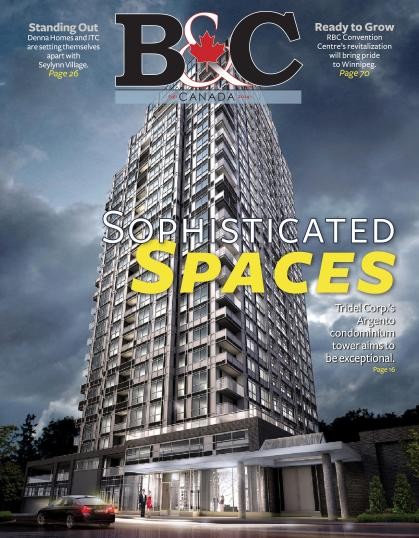 Standing Out
Denna Homes and ITC
are setting themselves
apart with
Seylynn Village.
Page 26
B&C
CANADA
Ready to Grow
RBC Convention
Centre's revitalization
will bring pride
to Winnipeg.
Page 70
SOPHISTICATED
SPACES
Tridel Corp.'s
Argento
condominium
tower aims to
be exceptional.
Page 16